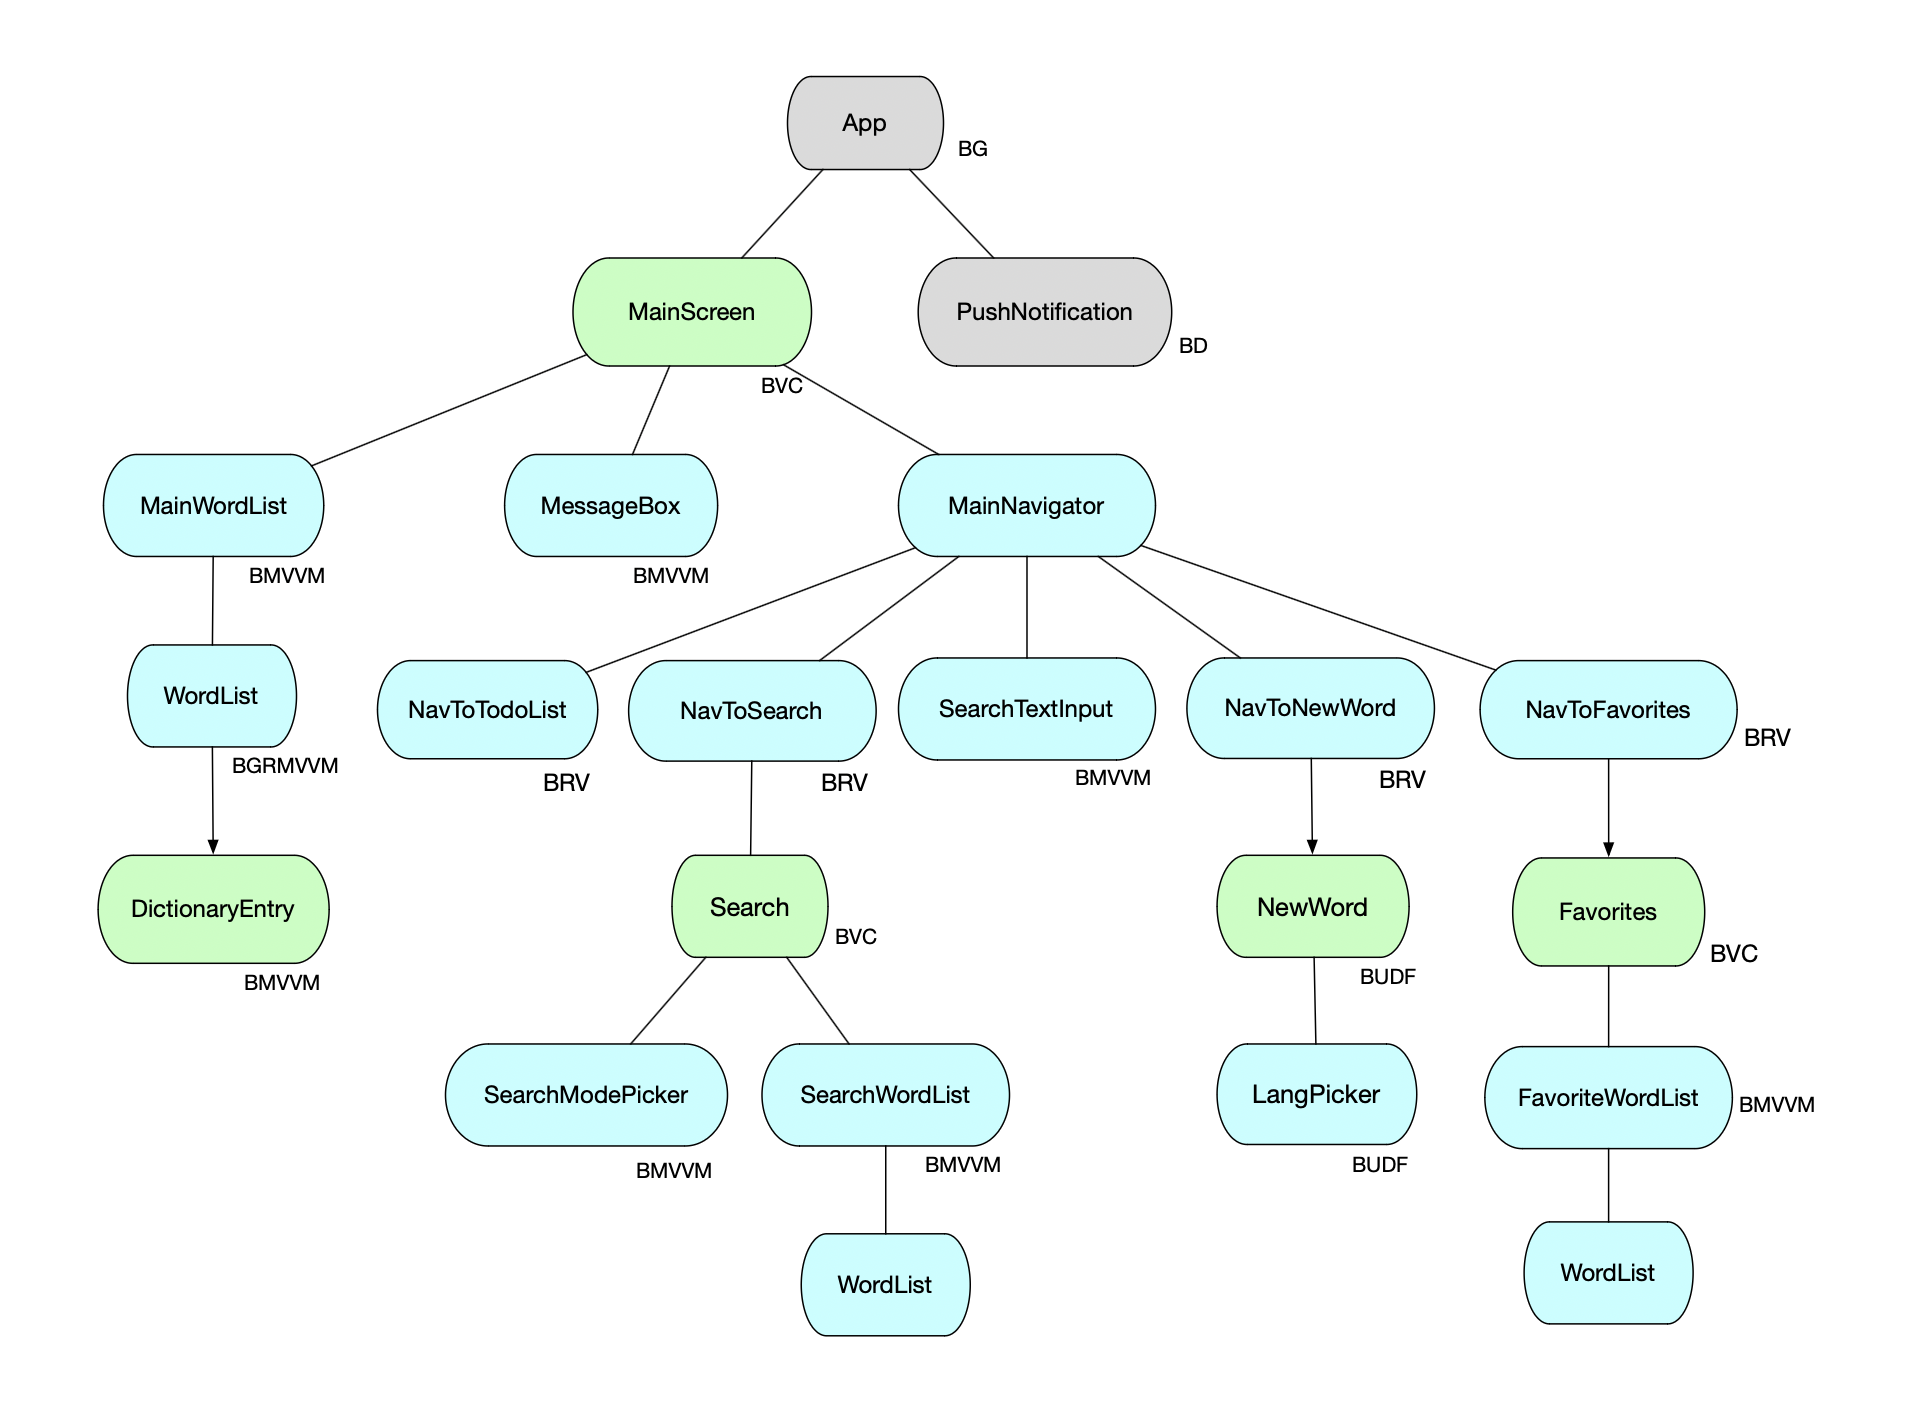 App
BG
MainScreen
PushNotification
BD
BVC
MainWordList
MessageBox
MainNavigator
BMVVM
BMVVM
WordList
NavToTodoList
NavToSearch
SearchTextInput
NavToNewWord
NavToFavorites
BRV
BGRMVVM
BRV
BRV
BMVVM
BRV
DictionaryEntry
Search
NewWord
Favorites
BVC
BVC
BMVVM
BUDF
SearchModePicker
SearchWordList
LangPicker
FavoriteWordList
BMVVM
BMVVM
BMVVM
BUDF
WordList
WordList